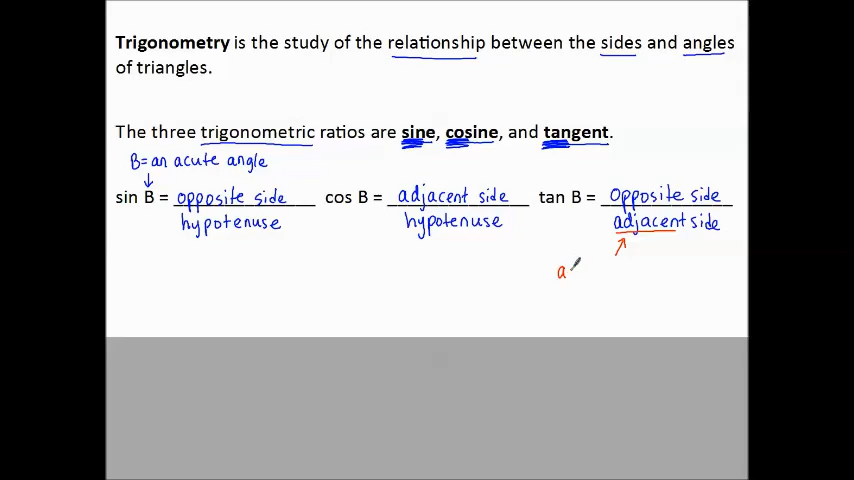 Trigonometry is the study of the relationship between the sides and angles
of triangles.
The three trigonometric ratios are sine, cosine, and tangent.
B=an acute angle
sin B = opposite side cos B = adjacent side tan B = opposite side
hypotenuse hypotenuse adjacent side
a